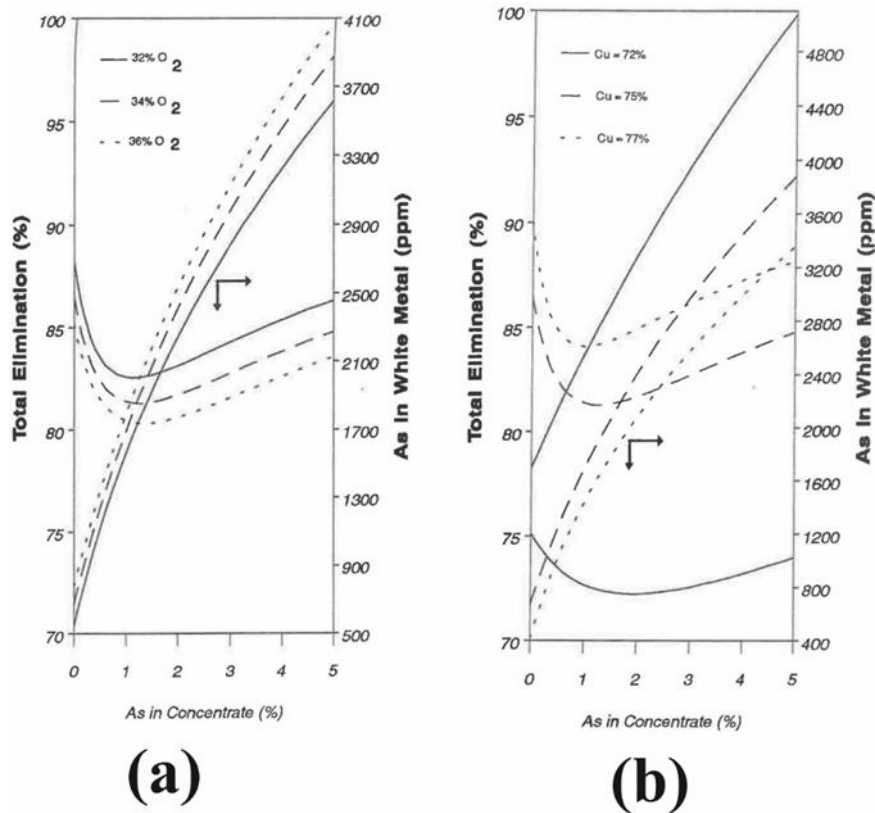 Total Elimination (%)
100
95
90
85
80
75
70
32% O 2
34% O 2
36% O 2
4100
3700
3300
2900
2500
2100
1700
1300
900
500
As In White Metal (ppm)
0 1 2 3 4 5
As in Concentrate (%)
(a)
Total Elimination (%)
100
95
90
85
80
75
70
Cu = 72%
Cu = 75%
Cu = 77%
4800
4400
4000
3600
3200
2800
2400
2000
1600
1200
800
400
As In White Metal (ppm)
0 1 2 3 4 5
As in Concentrate (%)
(b)